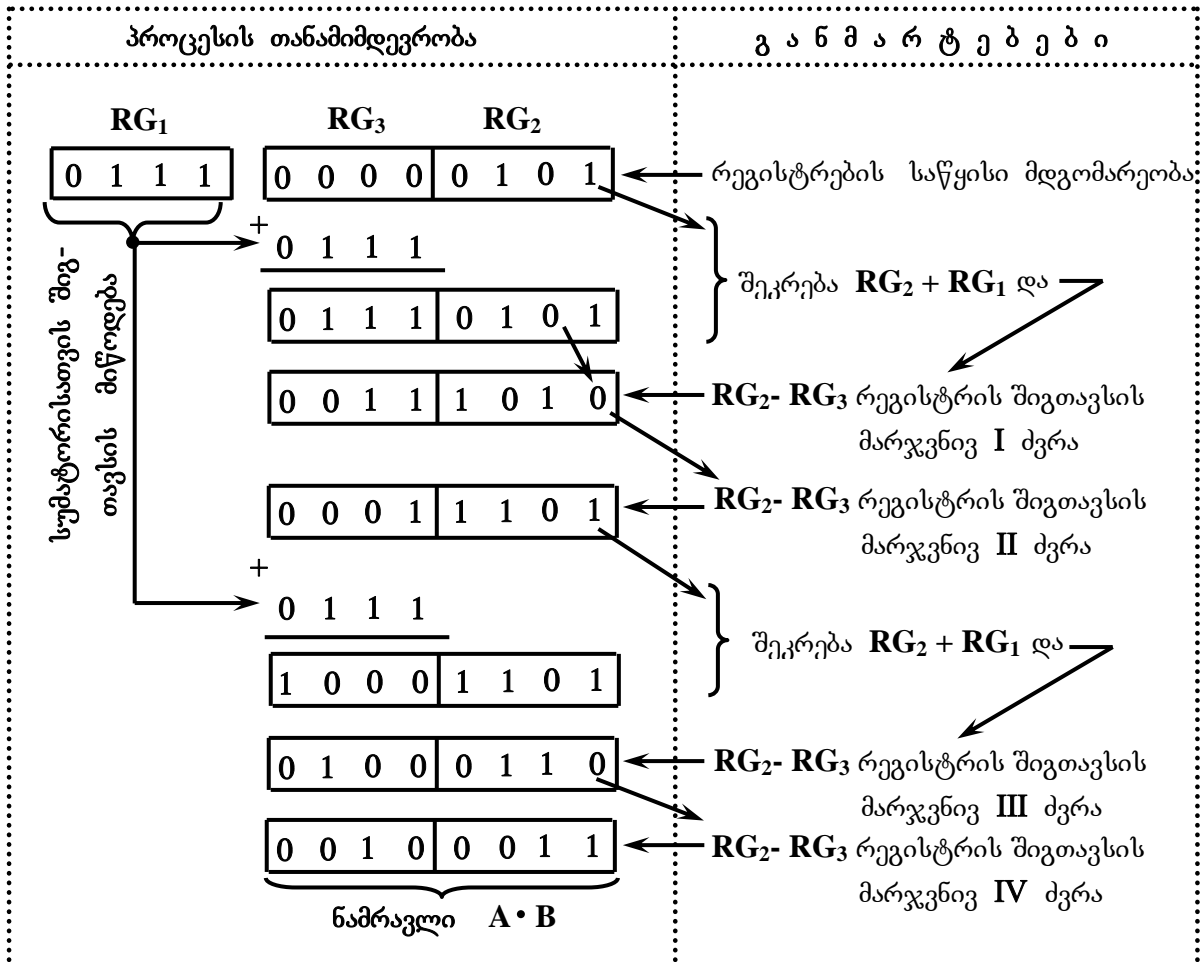 პროცესის თანამიმდევრობა
გ ა ნ მ ა რ ტ ე ბ ე ბ ი
RG₁ RG₃ RG₂
0 1 1 1 0 0 0 0 0 1 0 1 რეგისტრების საწყისი მდგომარეობა
+
0 1 1 1
შეკრება RG₂ + RG₁ და
0 1 1 1 0 1 0 1
0 0 1 1 1 0 1 0 RG₂- RG₃ რეგისტრის შიგთავსის
მარჯვნივ I ძვრა
სუმატორისათვის შიგ-
თავსის მიწოდება
0 0 0 1 1 1 0 1 RG₂- RG₃ რეგისტრის შიგთავსის
მარჯვნივ II ძვრა
+
0 1 1 1
შეკრება RG₂ + RG₁ და
1 0 0 0 1 1 0 1
0 1 0 0 0 1 1 0 RG₂- RG₃ რეგისტრის შიგთავსის
მარჯვნივ III ძვრა
0 0 1 0 0 0 1 1 RG₂- RG₃ რეგისტრის შიგთავსის
მარჯვნივ IV ძვრა
ნამრავლი A • B